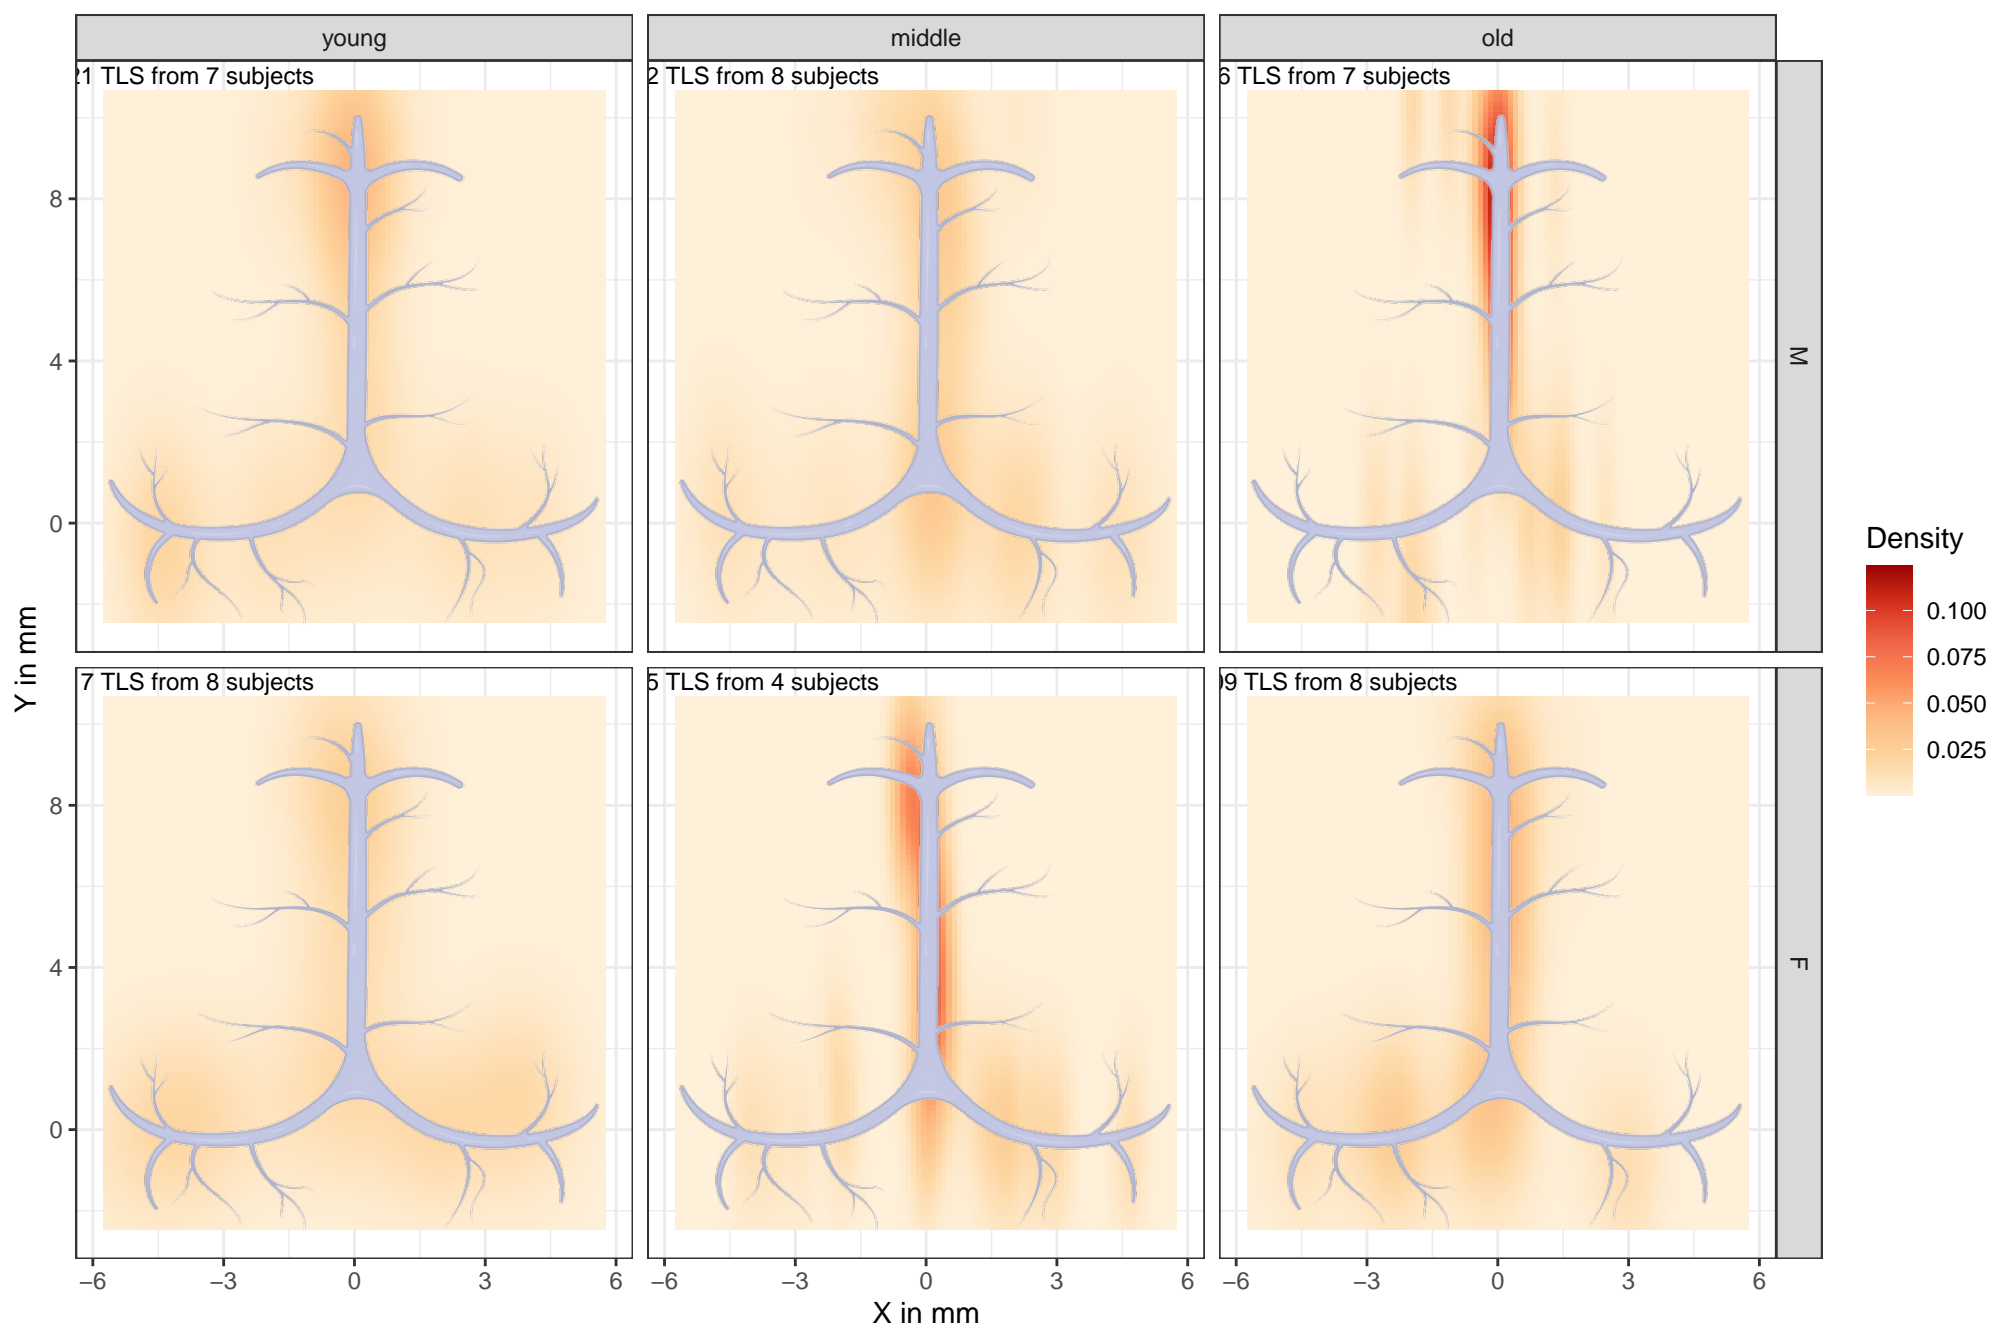 young middle old
21 TLS from 7 subjects
2 TLS from 8 subjects
6 TLS from 7 subjects
M
7 TLS from 8 subjects
5 TLS from 4 subjects
09 TLS from 8 subjects
F
8
4
0
8
4
0
Y in mm
−6 −3 0 3 6
−6 −3 0 3 6
−6 −3 0 3 6
X in mm
Density
0.100
0.075
0.050
0.025